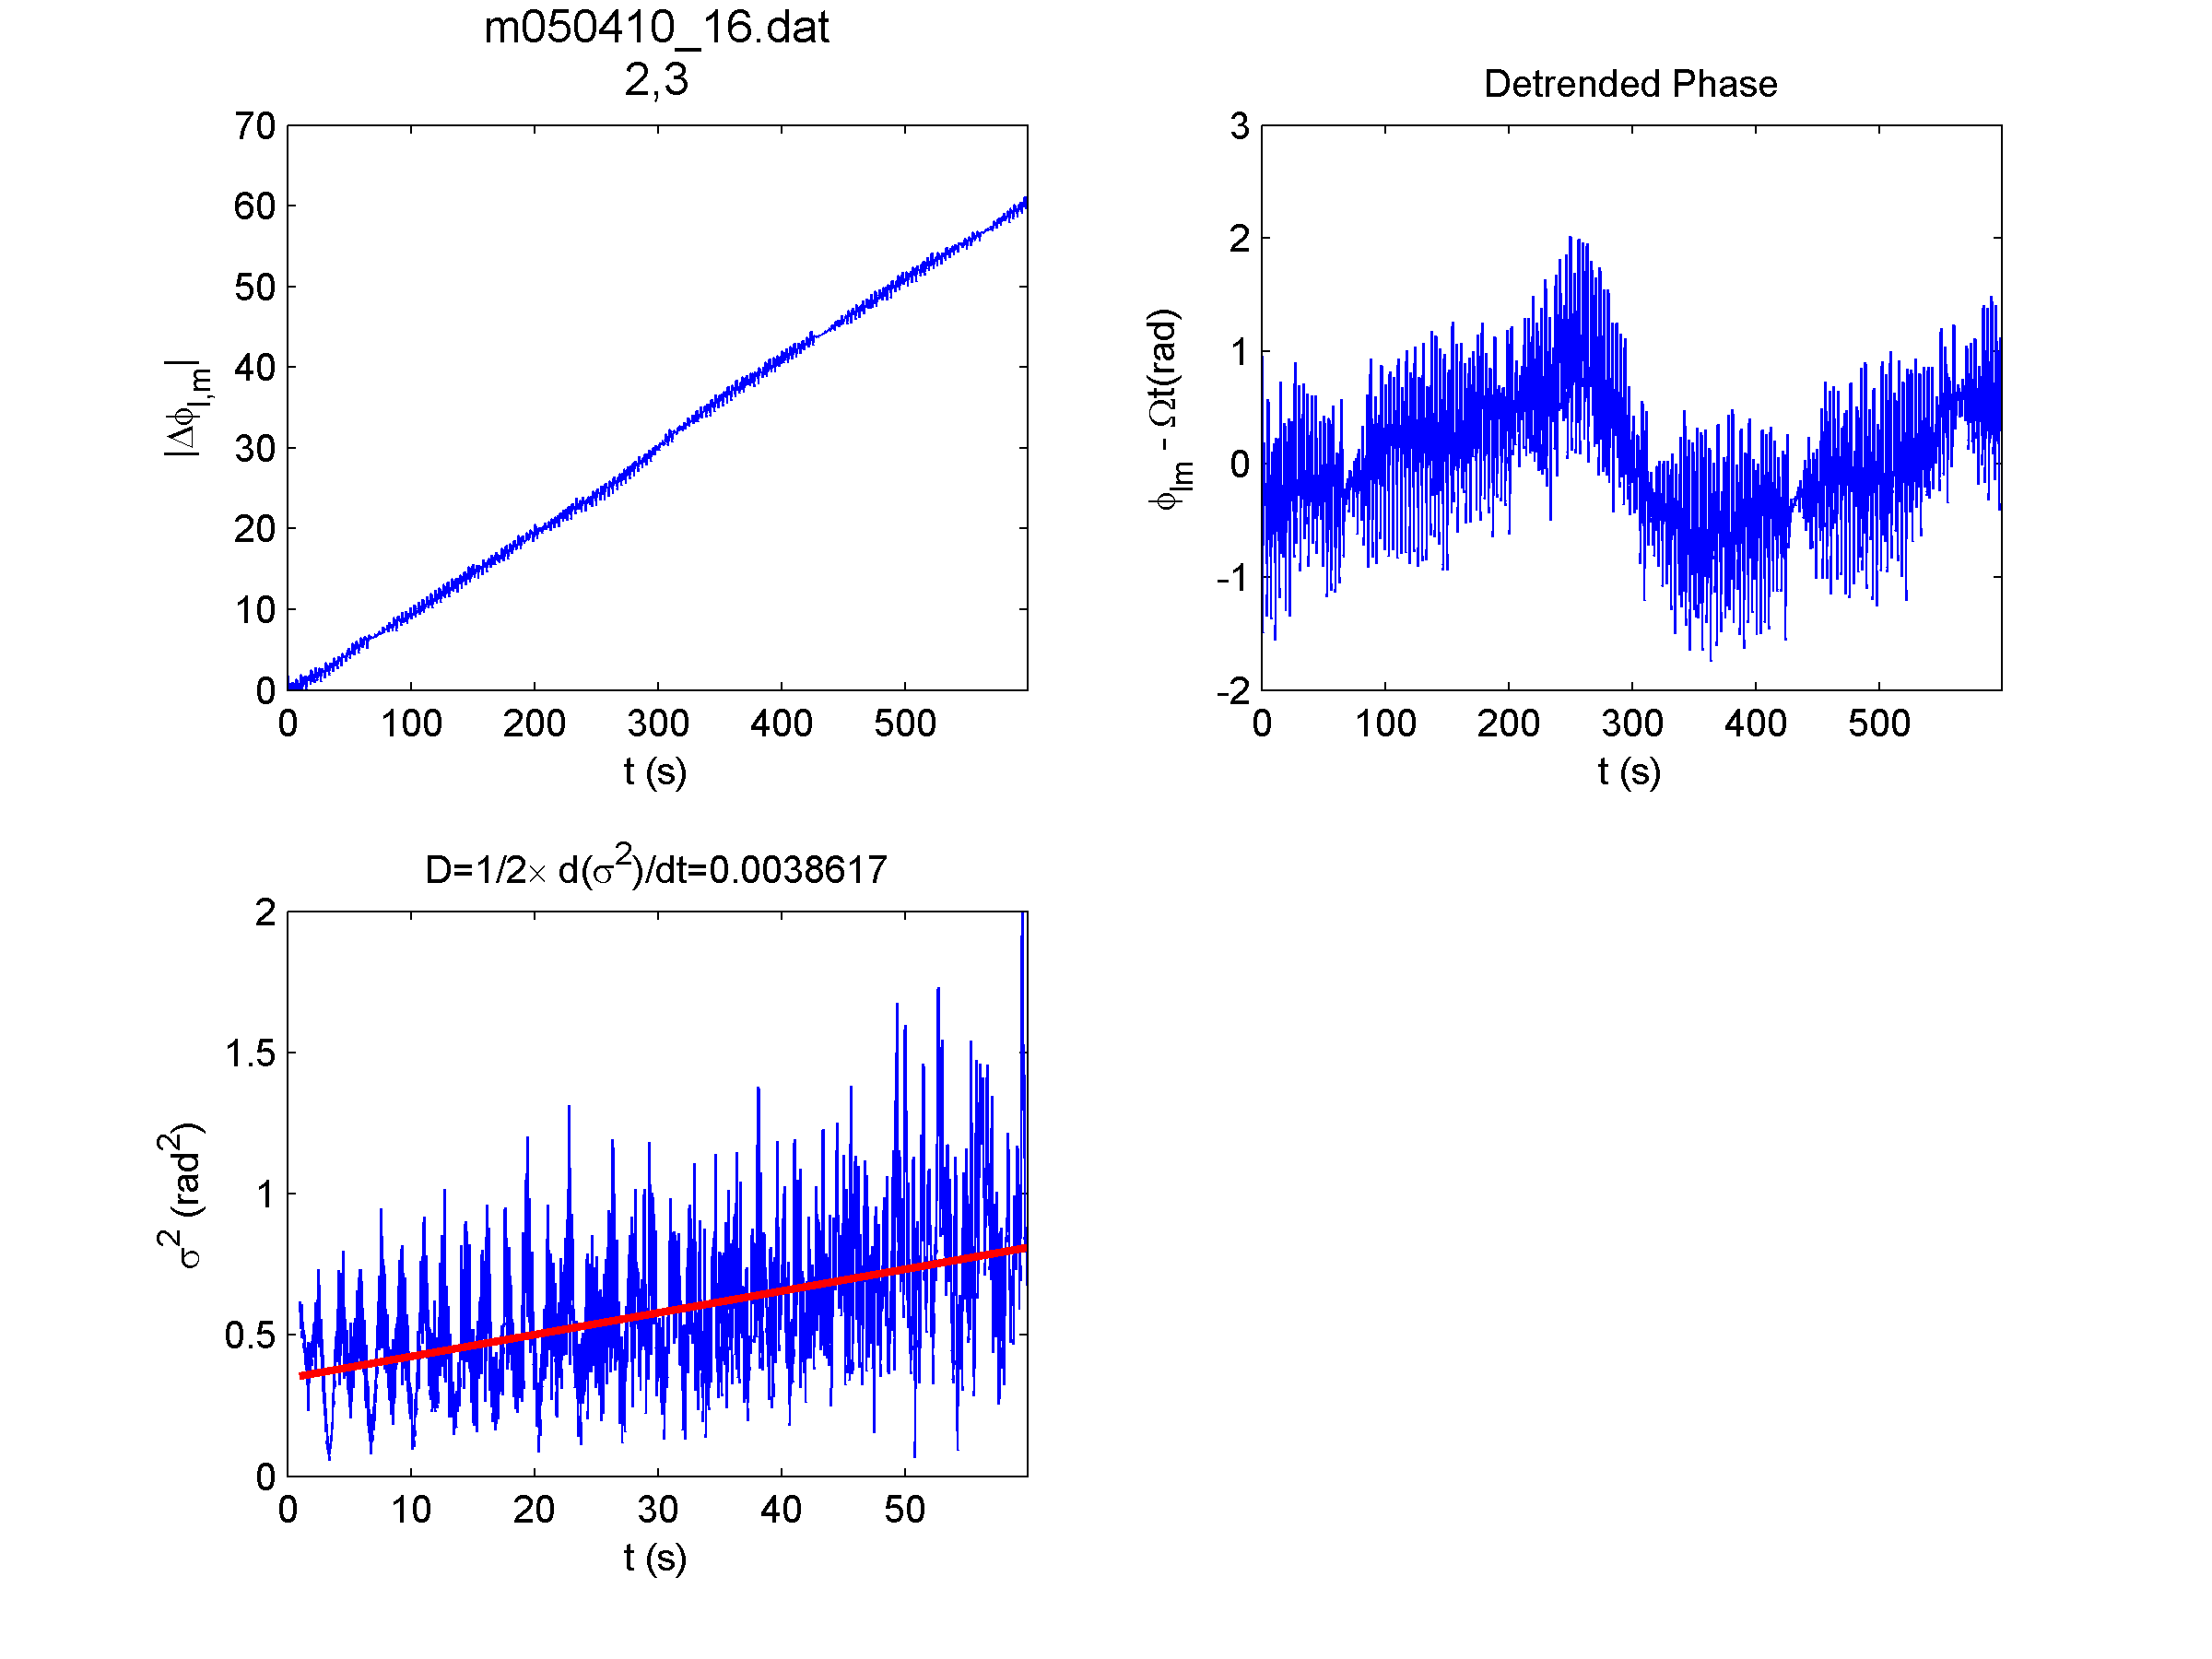 m050410_16.dat
2,3
70
60
50
40
30
20
10
0
|Δϕl,m|
0 100 200 300 400 500
t (s)
Detrended Phase
3
2
1
0
-1
-2
ϕlm - Ωt(rad)
0 100 200 300 400 500
t (s)
D=1/2× d(σ²)/dt=0.0038617
2
1.5
1
0.5
0
σ² (rad²)
0 10 20 30 40 50
t (s)